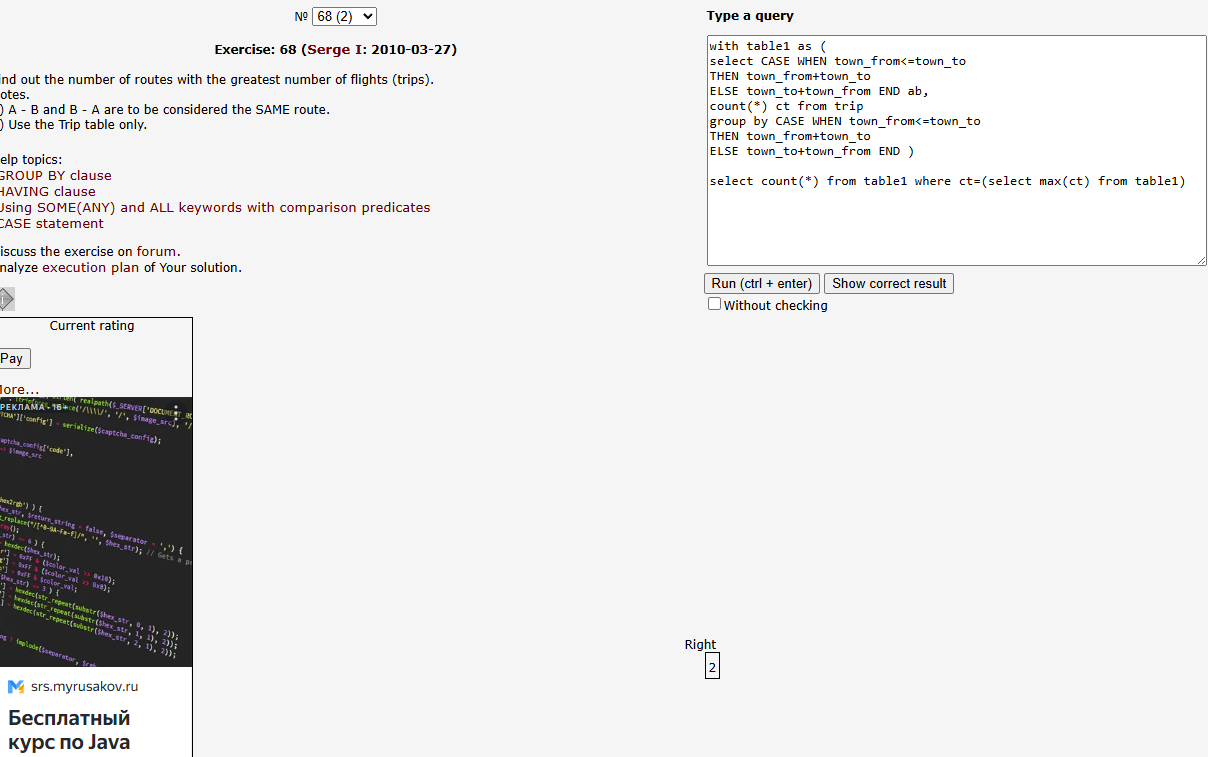 № 68 (2)
Exercise: 68 (Serge I: 2010-03-27)
ind out the number of routes with the greatest number of flights (trips).
otes.
) A - B and B - A are to be considered the SAME route.
) Use the Trip table only.
elp topics:
GROUP BY clause
HAVING clause
Using SOME(ANY) and ALL keywords with comparison predicates
CASE statement
iscuss the exercise on forum.
nalyze execution plan of Your solution.
Current rating
Pay
More...
РЕКЛАМА • 16+
srs.myrusakov.ru
Бесплатный
курс по Java
Type a query
with table1 as (
select CASE WHEN town_from<=town_to
THEN town_from+town_to
ELSE town_to+town_from END ab,
count(*) ct from trip
group by CASE WHEN town_from<=town_to
THEN town_from+town_to
ELSE town_to+town_from END )
select count(*) from table1 where ct=(select max(ct) from table1)
Run (ctrl + enter) Show correct result
Without checking
Right
2